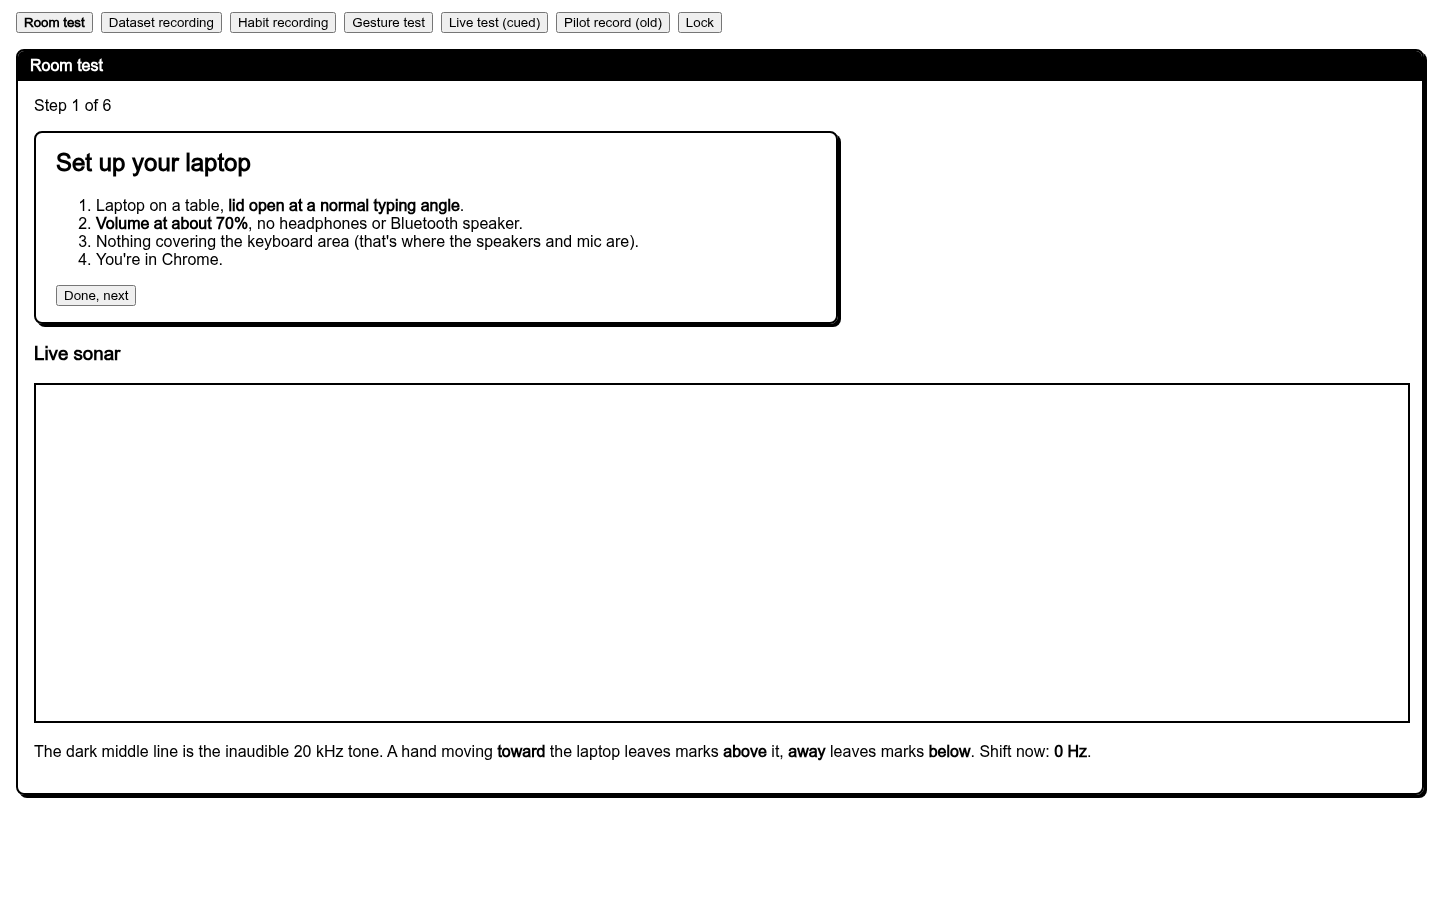 Room test Dataset recording Habit recording Gesture test Live test (cued) Pilot record (old) Lock
Room test
Step 1 of 6
Set up your laptop
1. Laptop on a table, lid open at a normal typing angle.
2. Volume at about 70%, no headphones or Bluetooth speaker.
3. Nothing covering the keyboard area (that's where the speakers and mic are).
4. You're in Chrome.
Done, next
Live sonar
The dark middle line is the inaudible 20 kHz tone. A hand moving toward the laptop leaves marks above it, away leaves marks below. Shift now: 0 Hz.